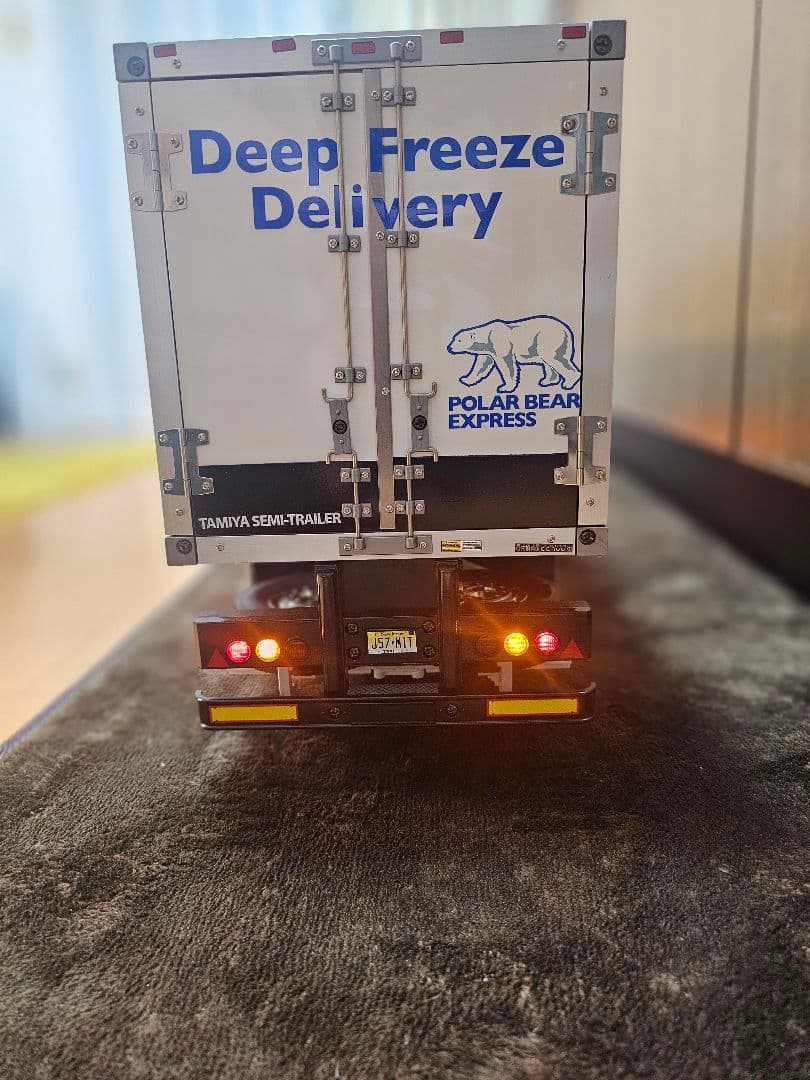 Deep Freeze
Delivery
POLAR BEAR
EXPRESS
TAMIYA SEMI-TRAILER
J57·MIT